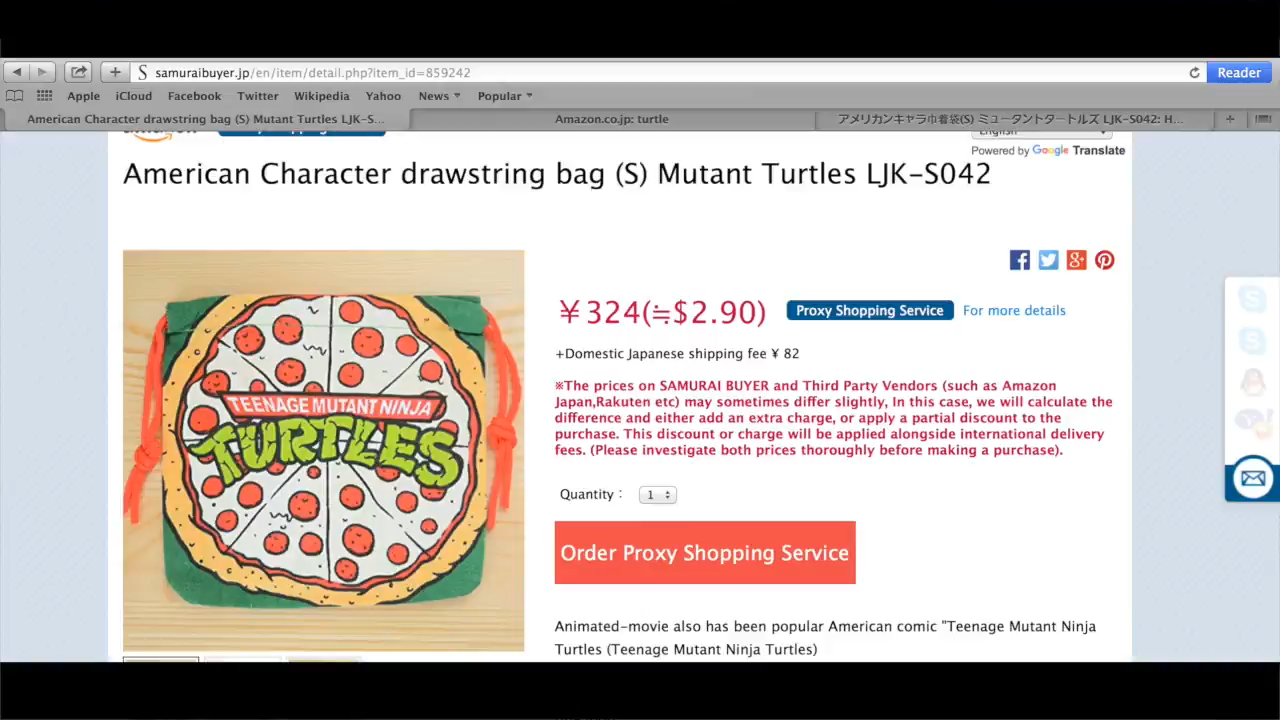 samuraibuyer.jp/en/item/detail.php?item_id=859242
Reader
Apple iCloud Facebook Twitter Wikipedia Yahoo News Popular
American Character drawstring bag (S) Mutant Turtles LJK-S...
Amazon.co.jp: turtle
アメリカンキャラ巾着袋(S) ミュータントタートルズ LJK-S042: H...
English
Powered by Google Translate
American Character drawstring bag (S) Mutant Turtles LJK-S042
TEENAGE MUTANT NINJA
TURTLES
¥324(≒$2.90)
Proxy Shopping Service
For more details
+Domestic Japanese shipping fee ¥ 82
※The prices on SAMURAI BUYER and Third Party Vendors (such as Amazon
Japan,Rakuten etc) may sometimes differ slightly, In this case, we will calculate the
difference and either add an extra charge, or apply a partial discount to the
purchase. This discount or charge will be applied alongside international delivery
fees. (Please investigate both prices thoroughly before making a purchase).
Quantity : 1
Order Proxy Shopping Service
Animated-movie also has been popular American comic "Teenage Mutant Ninja
Turtles (Teenage Mutant Ninja Turtles)